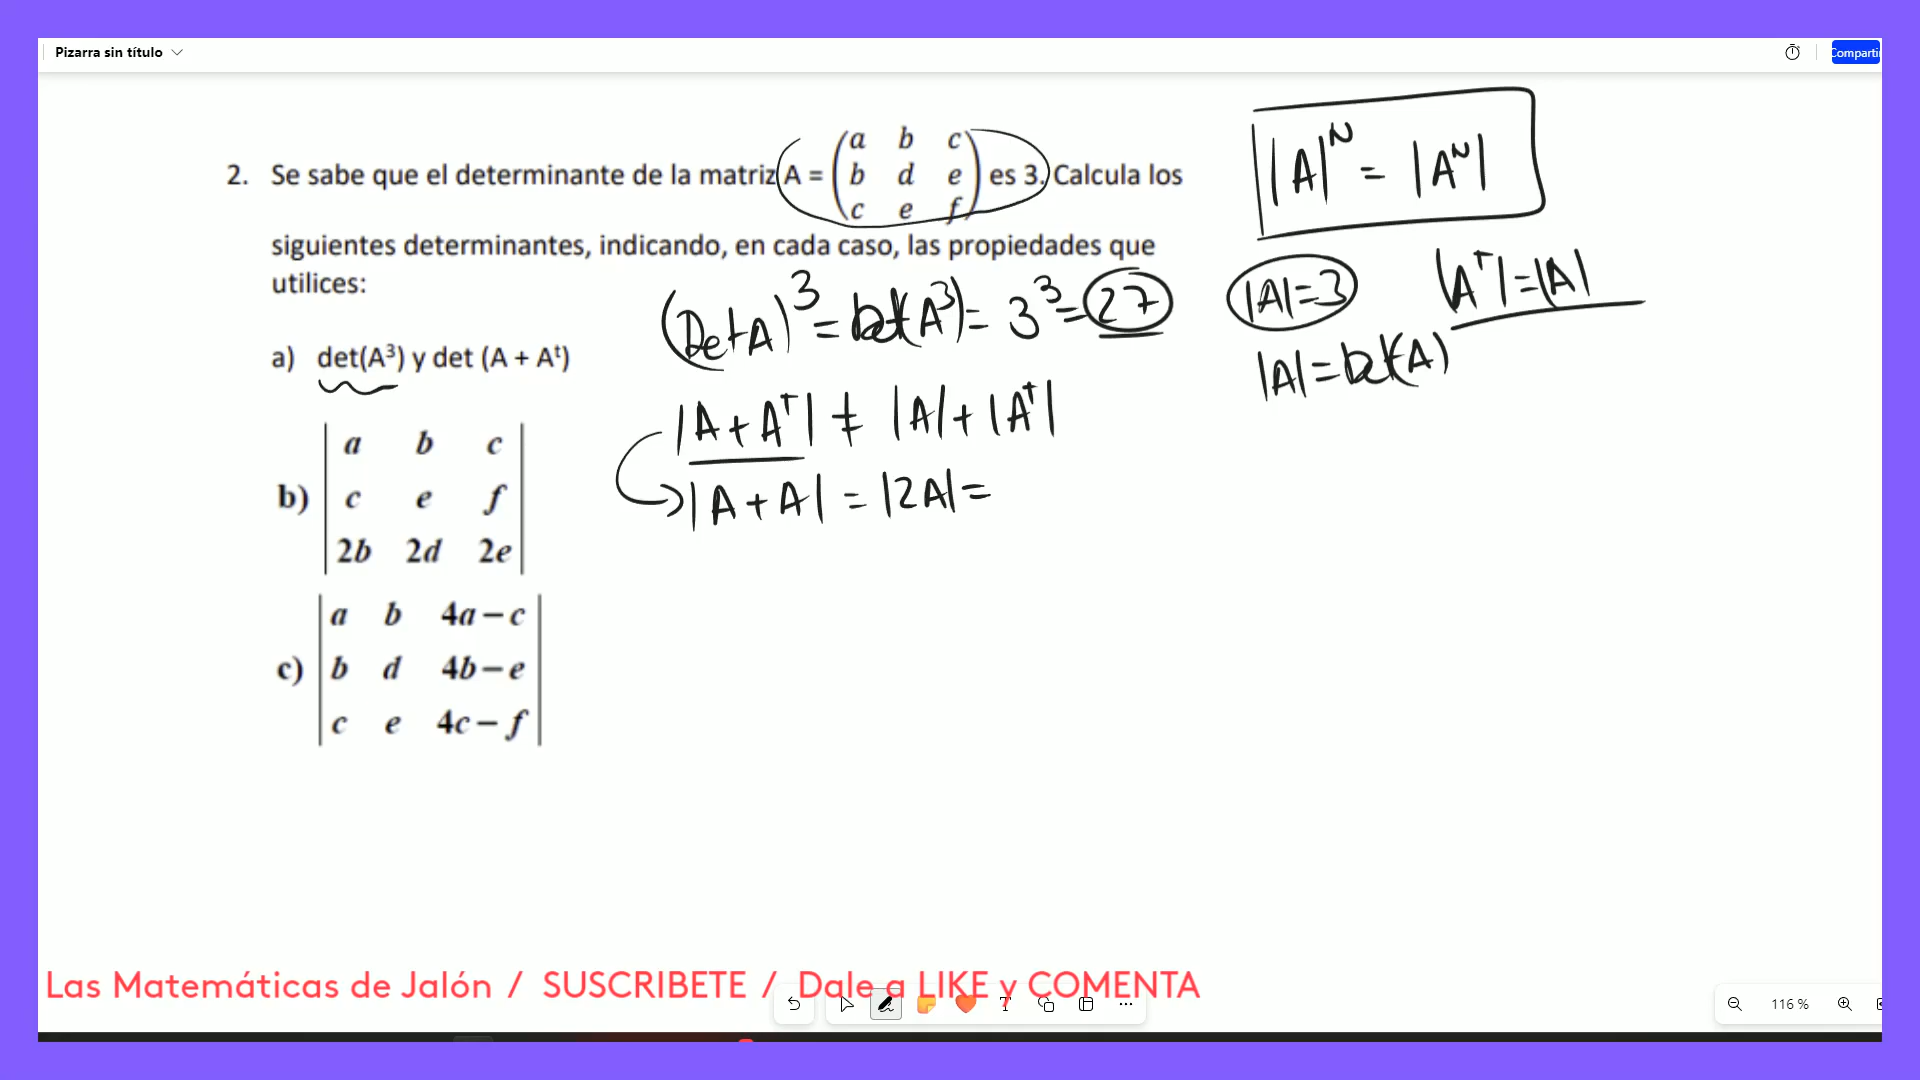 Pizarra sin título
Comparti
2. Se sabe que el determinante de la matriz A = (a b c
b d e
c e f) es 3. Calcula los
siguientes determinantes, indicando, en cada caso, las propiedades que
utilices:
a) det(A³) y det (A + Aᵗ)
b) | a b c |
| c e f |
| 2b 2d 2e |
c) | a b 4a − c |
| b d 4b − e |
| c e 4c − f |
(Det A)³ = Det(A³) = 3³ = 27
|A + Aᵗ| ≠ |A| + |Aᵗ|
|A + A| = |2A| =
|A|ᴺ = |Aᴺ|
|A| = 3
|Aᵗ| = |A|
|A| = Det(A)
Las Matemáticas de Jalón / SUSCRIBETE / Dale a LIKE y COMENTA
T
116 %